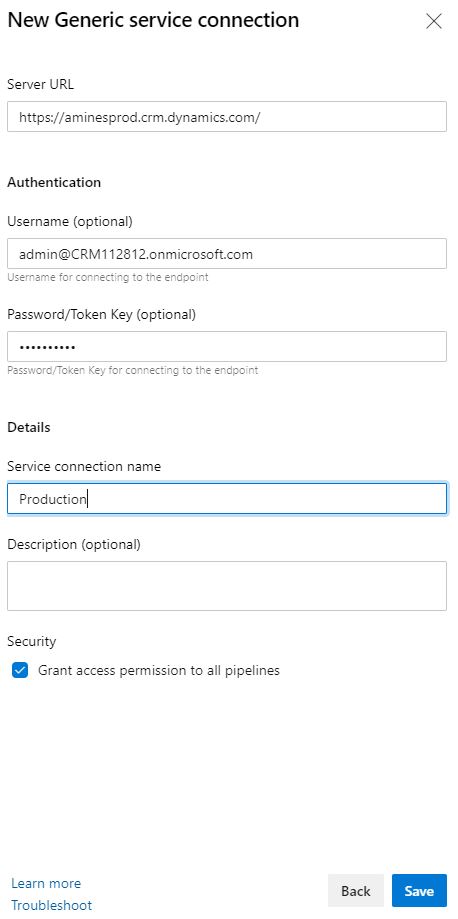 New Generic service connection
Server URL
https://aminesprod.crm.dynamics.com/
Authentication
Username (optional)
admin@CRM112812.onmicrosoft.com
Username for connecting to the endpoint
Password/Token Key (optional)
••••••••••
Password/Token Key for connecting to the endpoint
Details
Service connection name
Production
Description (optional)
Security
Grant access permission to all pipelines
Learn more
Troubleshoot
Back
Save